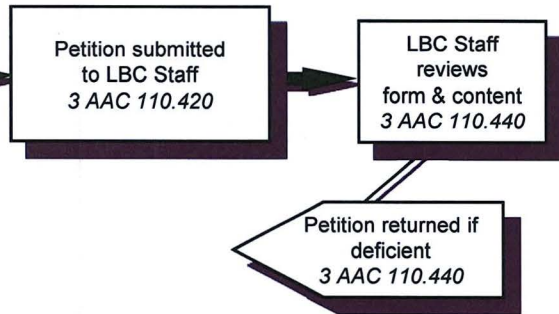 Petition submitted
to LBC Staff
3 AAC 110.420
LBC Staff
reviews
form & content
3 AAC 110.440
Petition returned if
deficient
3 AAC 110.440